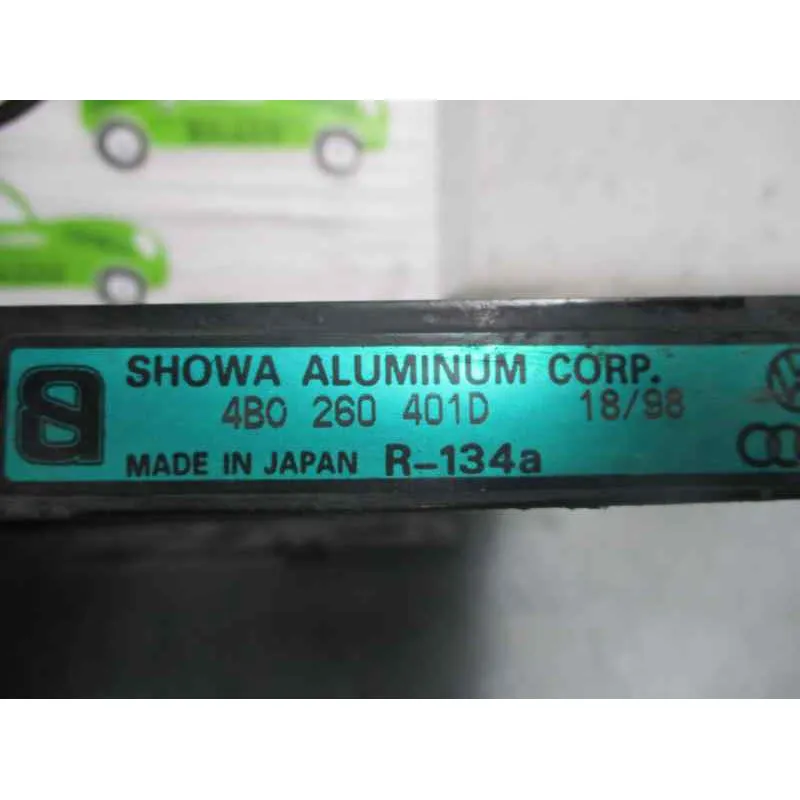 SHOWA ALUMINUM CORP.
4B0 260 401D 18/98
MADE IN JAPAN R-134a